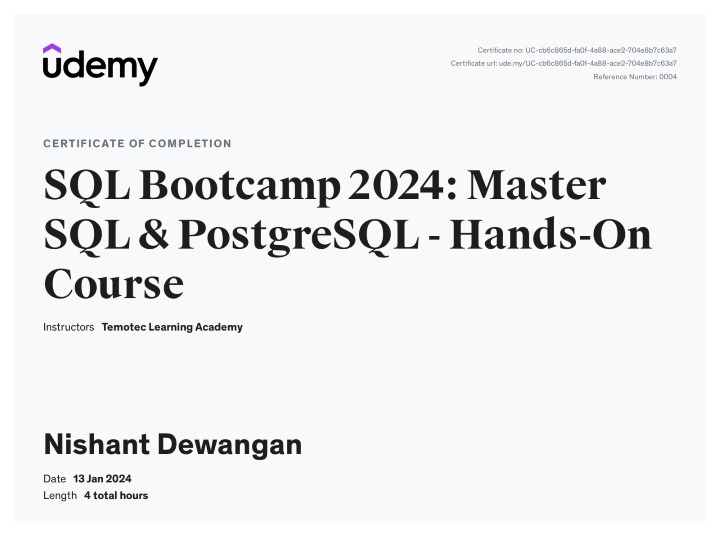 udemy
Certificate no: UC-cb6c865d-fa0f-4a88-ace2-704e8b7c63a7
Certificate url: ude.my/UC-cb6c865d-fa0f-4a88-ace2-704e8b7c63a7
Reference Number: 0004
CERTIFICATE OF COMPLETION
SQL Bootcamp 2024: Master
SQL & PostgreSQL - Hands-On
Course
Instructors Temotec Learning Academy
Nishant Dewangan
Date 13 Jan 2024
Length 4 total hours